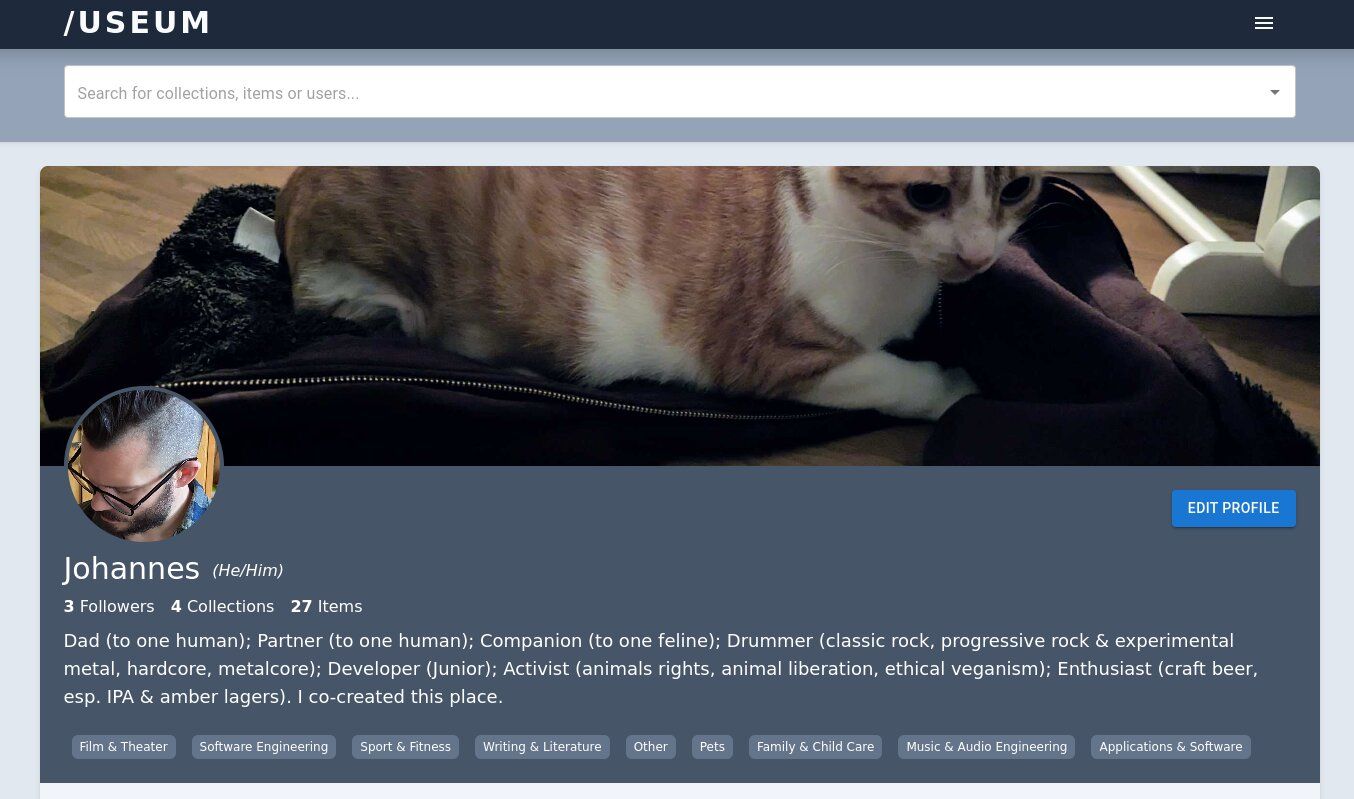 /USEUM
Search for collections, items or users...
EDIT PROFILE
Johannes (He/Him)
3 Followers 4 Collections 27 Items
Dad (to one human); Partner (to one human); Companion (to one feline); Drummer (classic rock, progressive rock & experimental
metal, hardcore, metalcore); Developer (Junior); Activist (animals rights, animal liberation, ethical veganism); Enthusiast (craft beer,
esp. IPA & amber lagers). I co-created this place.
Film & Theater Software Engineering Sport & Fitness Writing & Literature Other Pets Family & Child Care Music & Audio Engineering Applications & Software